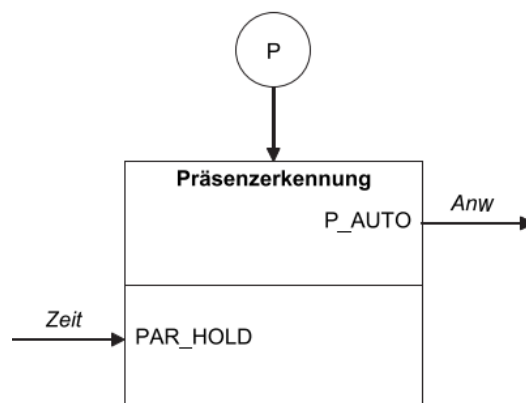 P
Präsenzerkennung
P_AUTO
Anw
Zeit
PAR_HOLD